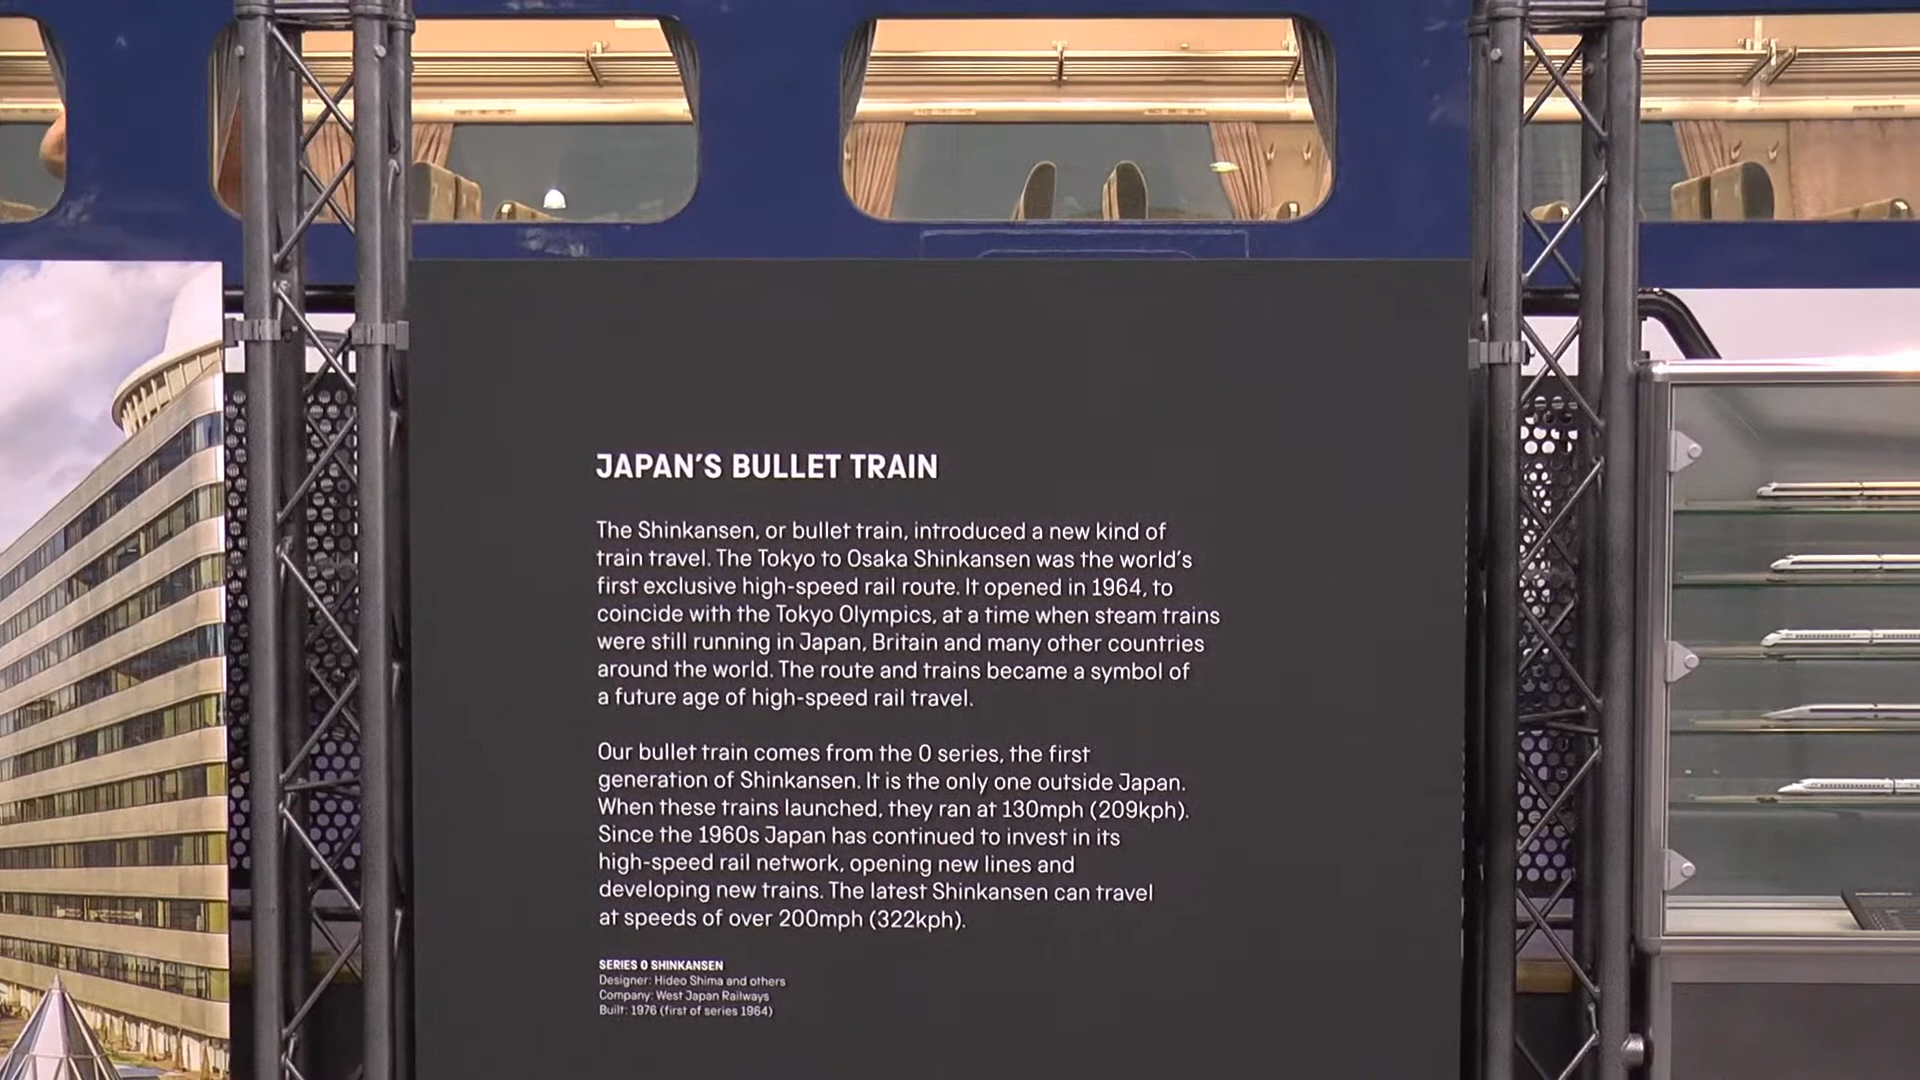 JAPAN'S BULLET TRAIN
The Shinkansen, or bullet train, introduced a new kind of
train travel. The Tokyo to Osaka Shinkansen was the world's
first exclusive high-speed rail route. It opened in 1964, to
coincide with the Tokyo Olympics, at a time when steam trains
were still running in Japan, Britain and many other countries
around the world. The route and trains became a symbol of
a future age of high-speed rail travel.
Our bullet train comes from the 0 series, the first
generation of Shinkansen. It is the only one outside Japan.
When these trains launched, they ran at 130mph (209kph).
Since the 1960s Japan has continued to invest in its
high-speed rail network, opening new lines and
developing new trains. The latest Shinkansen can travel
at speeds of over 200mph (322kph).
SERIES 0 SHINKANSEN
Designer: Hideo Shima and others
Company: West Japan Railways
Built: 1976 (first of series 1964)